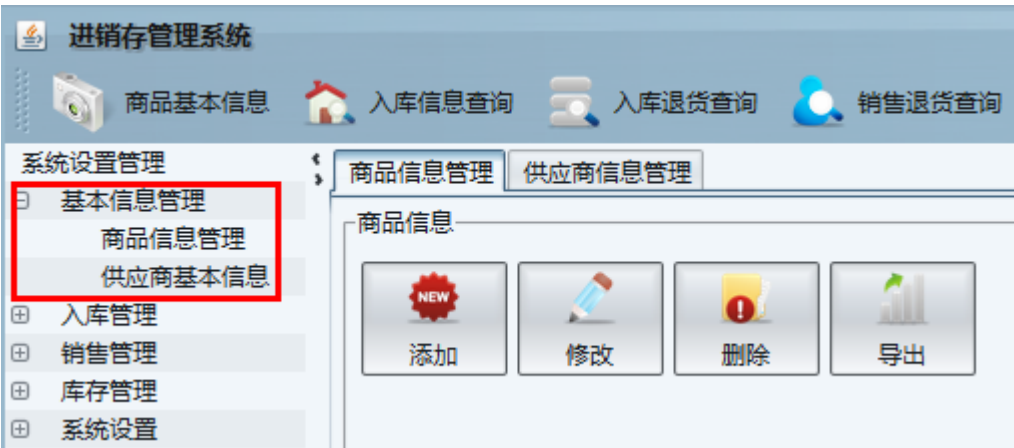 进销存管理系统
商品基本信息 入库信息查询 入库退货查询 销售退货查询
系统设置管理
基本信息管理
商品信息管理
供应商基本信息
入库管理
销售管理
库存管理
系统设置
商品信息管理 供应商信息管理
商品信息
NEW
添加 修改 删除 导出